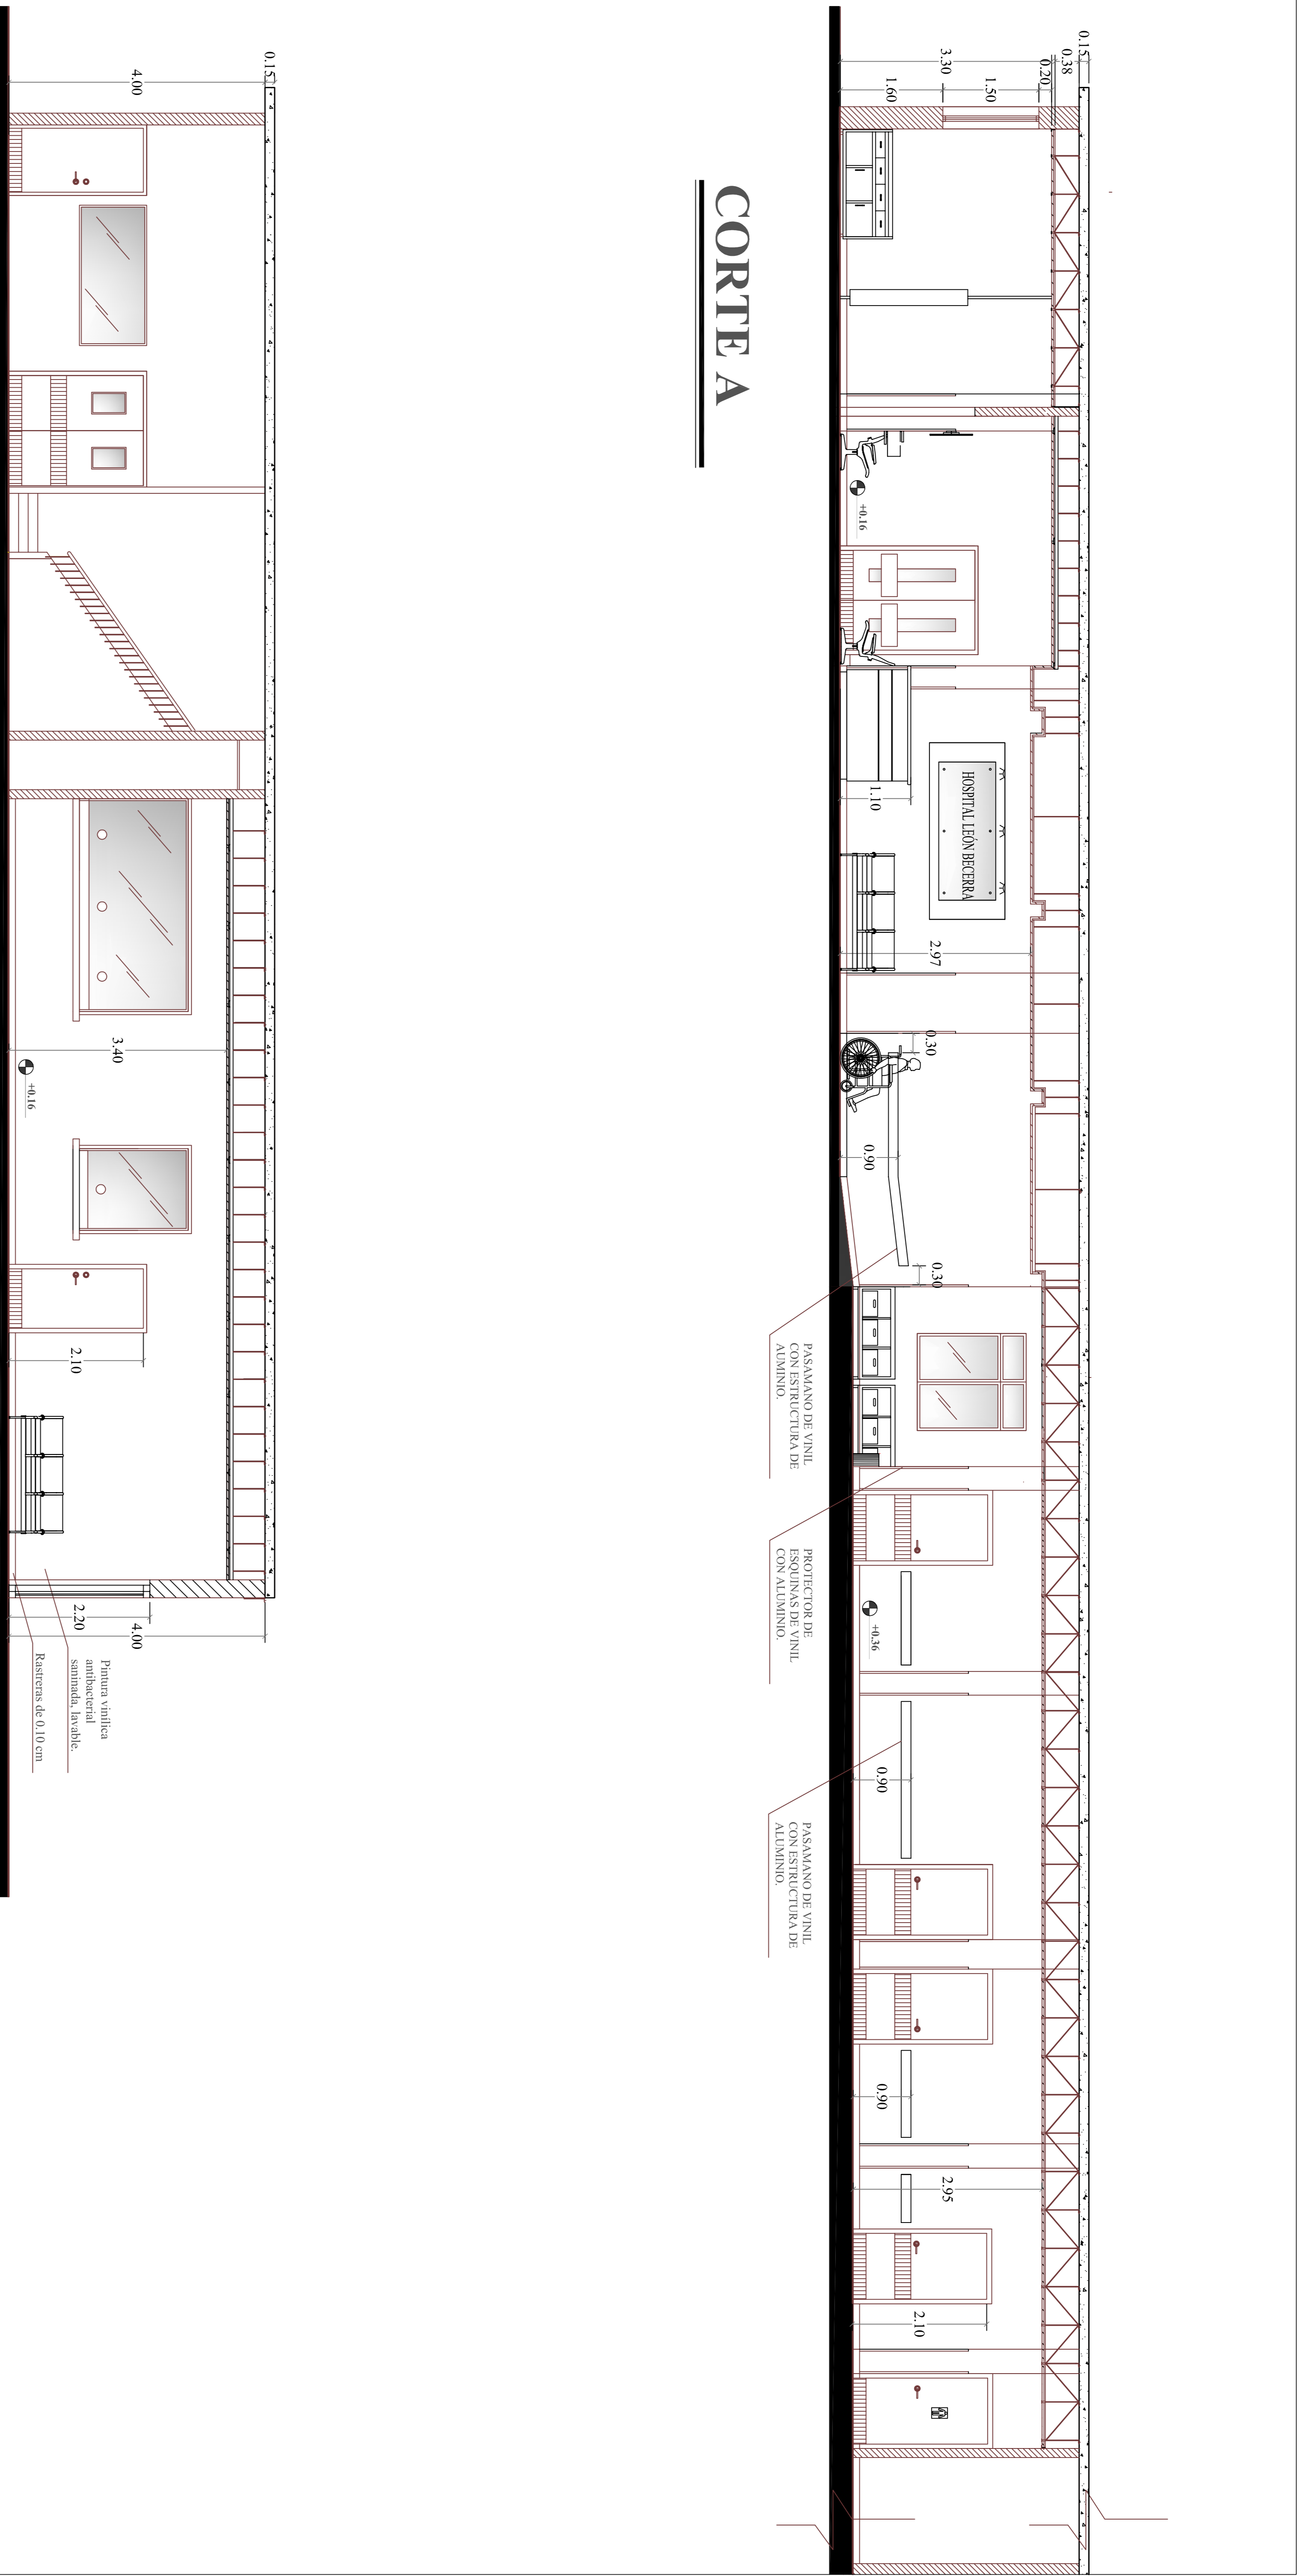 0.15
0.38
0.20
3.30
1.50
1.60
+0.16
1.10
HOSPITAL LEÓN BECERRA
2.97
0.30
0.90
0.30
+0.36
0.90
0.90
2.95
2.10
PASAMANO DE VINIL
CON ESTRUCTURA DE
AUMINIO.
PROTECTOR DE
ESQUINAS DE VINIL
CON ALUMINIO.
PASAMANO DE VINIL
CON ESTRUCTURA DE
ALUMINIO.
CORTE A
0.15
4.00
3.40
+0.16
2.10
2.20
4.00
Pintura vinílica
antibacterial
saninada, lavable.
Rastreras de 0.10 cm